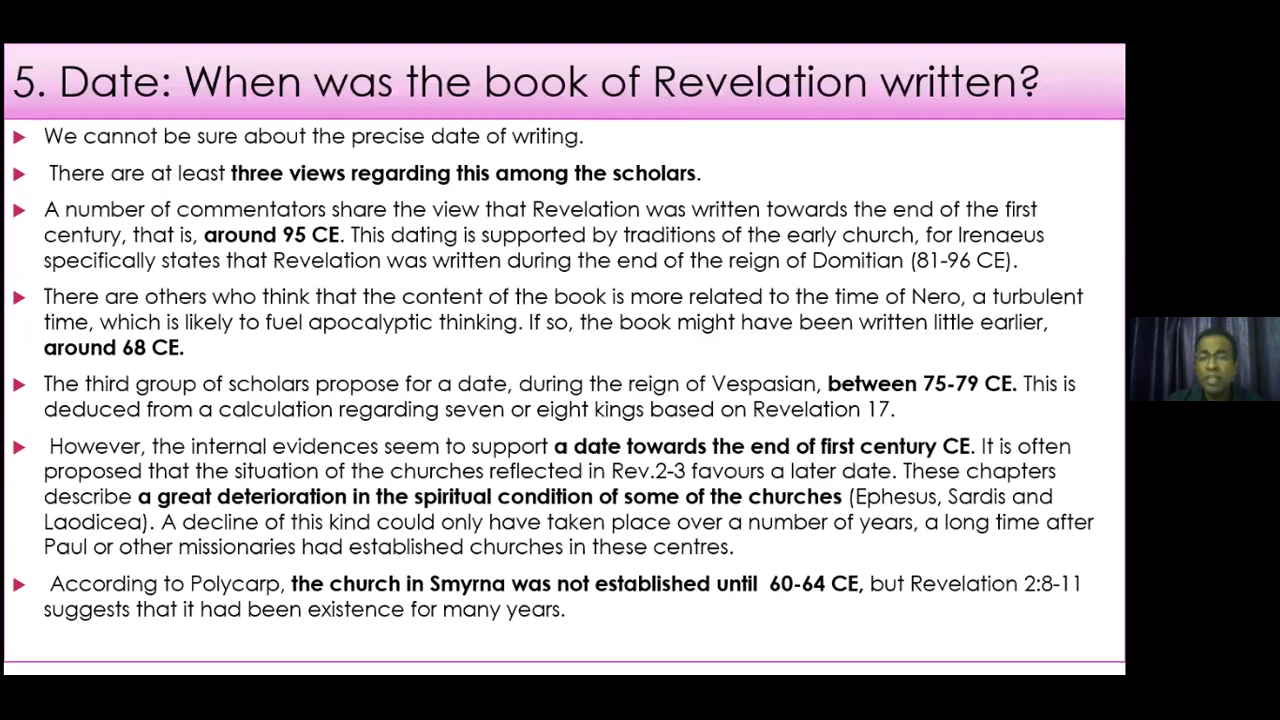 5. Date: When was the book of Revelation written?
We cannot be sure about the precise date of writing.
There are at least three views regarding this among the scholars.
A number of commentators share the view that Revelation was written towards the end of the first
century, that is, around 95 CE. This dating is supported by traditions of the early church, for Irenaeus
specifically states that Revelation was written during the end of the reign of Domitian (81-96 CE).
There are others who think that the content of the book is more related to the time of Nero, a turbulent
time, which is likely to fuel apocalyptic thinking. If so, the book might have been written little earlier,
around 68 CE.
The third group of scholars propose for a date, during the reign of Vespasian, between 75-79 CE. This is
deduced from a calculation regarding seven or eight kings based on Revelation 17.
However, the internal evidences seem to support a date towards the end of first century CE. It is often
proposed that the situation of the churches reflected in Rev.2-3 favours a later date. These chapters
describe a great deterioration in the spiritual condition of some of the churches (Ephesus, Sardis and
Laodicea). A decline of this kind could only have taken place over a number of years, a long time after
Paul or other missionaries had established churches in these centres.
According to Polycarp, the church in Smyrna was not established until 60-64 CE, but Revelation 2:8-11
suggests that it had been existence for many years.